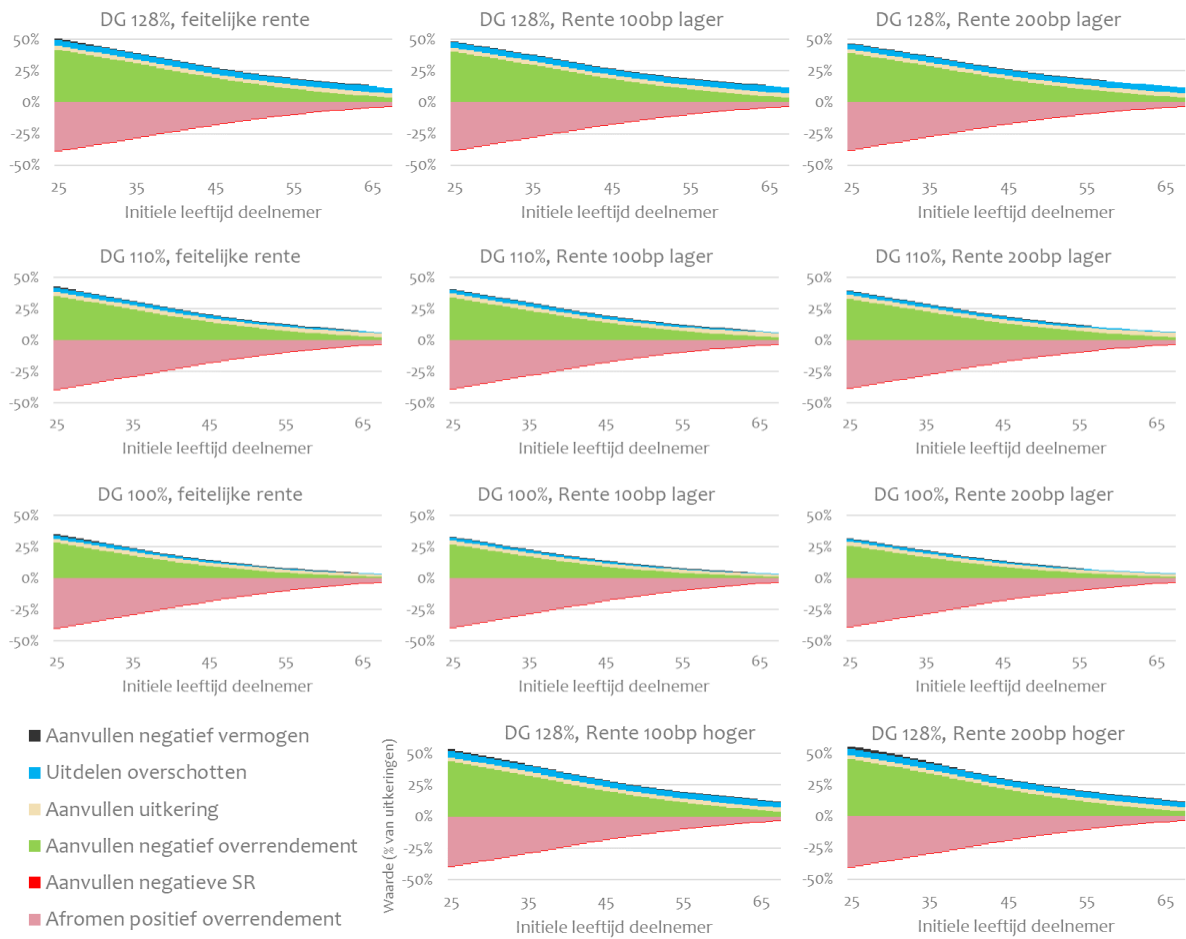 DG 128%, feitelijke rente
50%
25%
0%
-25%
-50%
25 35 45 55 65
Initiele leeftijd deelnemer
DG 128%, Rente 100bp lager
50%
25%
0%
-25%
-50%
25 35 45 55 65
Initiele leeftijd deelnemer
DG 128%, Rente 200bp lager
50%
25%
0%
-25%
-50%
25 35 45 55 65
Initiele leeftijd deelnemer
DG 110%, feitelijke rente
50%
25%
0%
-25%
-50%
25 35 45 55 65
Initiele leeftijd deelnemer
DG 110%, Rente 100bp lager
50%
25%
0%
-25%
-50%
25 35 45 55 65
Initiele leeftijd deelnemer
DG 110%, Rente 200bp lager
50%
25%
0%
-25%
-50%
25 35 45 55 65
Initiele leeftijd deelnemer
DG 100%, feitelijke rente
50%
25%
0%
-25%
-50%
25 35 45 55 65
Initiele leeftijd deelnemer
DG 100%, Rente 100bp lager
50%
25%
0%
-25%
-50%
25 35 45 55 65
Initiele leeftijd deelnemer
DG 100%, Rente 200bp lager
50%
25%
0%
-25%
-50%
25 35 45 55 65
Initiele leeftijd deelnemer
Aanvullen negatief vermogen
Uitdelen overschotten
Aanvullen uitkering
Aanvullen negatief overrendement
Aanvullen negatieve SR
Afromen positief overrendement
Waarde (% van uitkeringen)
DG 128%, Rente 100bp hoger
50%
25%
0%
-25%
-50%
25 35 45 55 65
Initiele leeftijd deelnemer
DG 128%, Rente 200bp hoger
50%
25%
0%
-25%
-50%
25 35 45 55 65
Initiele leeftijd deelnemer